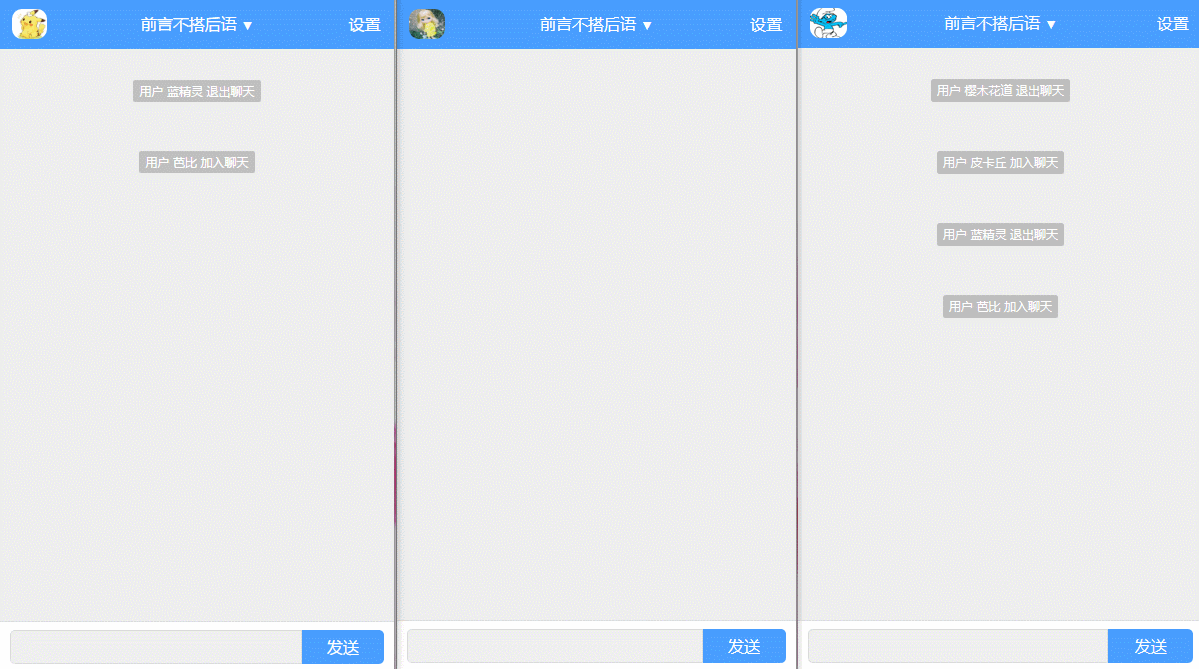 前言不搭后语 ▼
设置
用户 蓝精灵 退出聊天
用户 芭比 加入聊天
发送
前言不搭后语 ▼
设置
发送
前言不搭后语 ▼
设置
用户 樱木花道 退出聊天
用户 皮卡丘 加入聊天
用户 蓝精灵 退出聊天
用户 芭比 加入聊天
发送